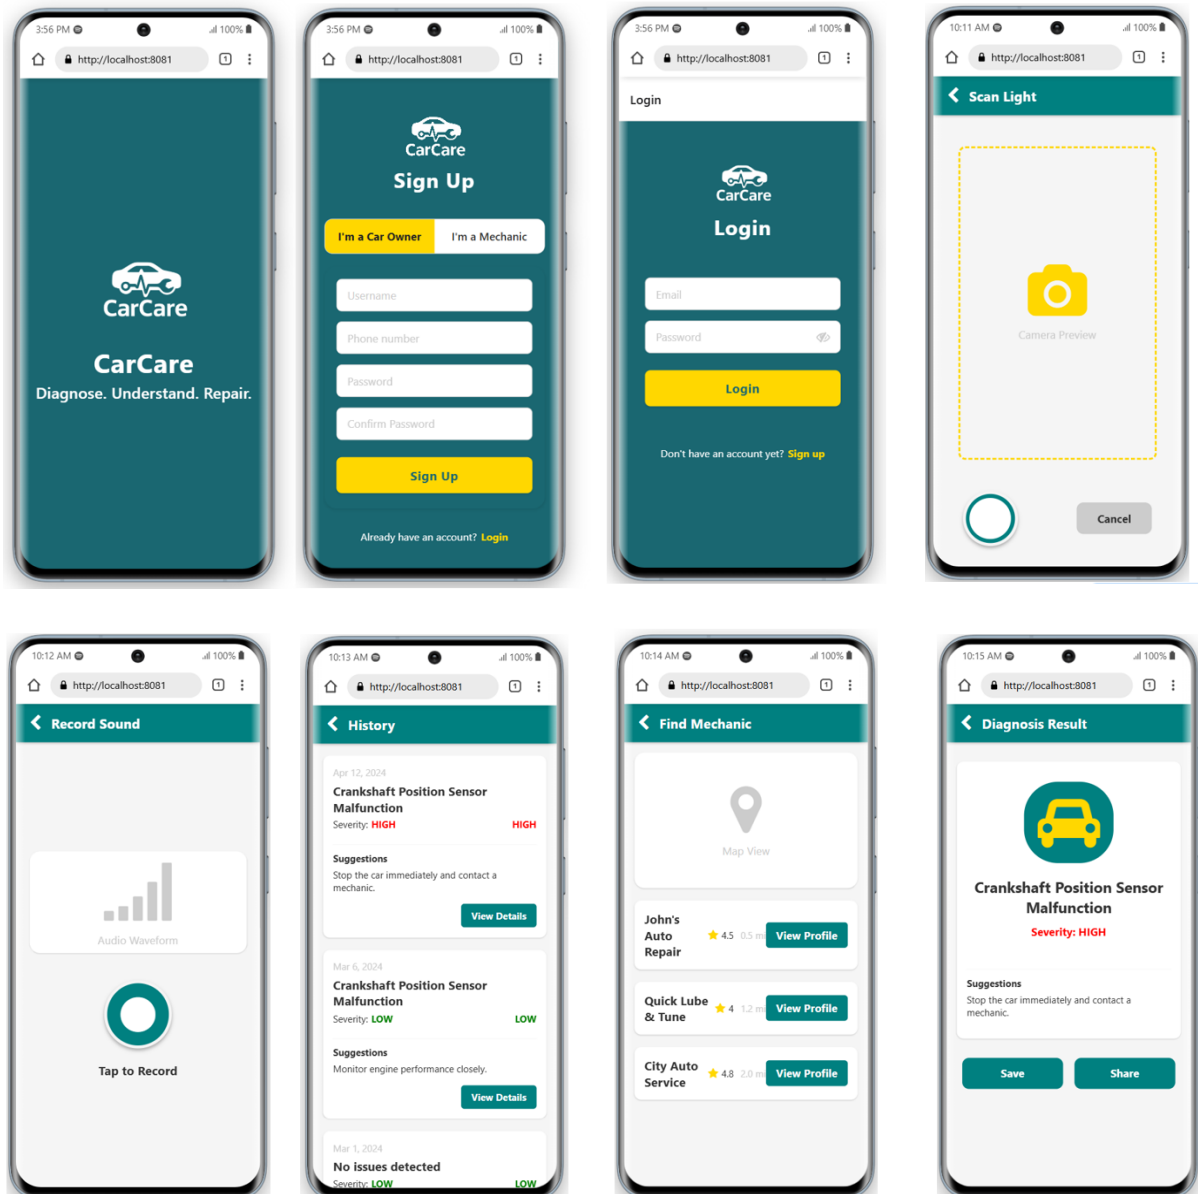 3:56 PM
100%
http://localhost:8081
1
CarCare
CarCare
Diagnose. Understand. Repair.
3:56 PM
100%
http://localhost:8081
1
CarCare
Sign Up
I'm a Car Owner
I'm a Mechanic
Username
Phone number
Password
Confirm Password
Sign Up
Already have an account? Login
3:56 PM
100%
http://localhost:8081
1
Login
CarCare
Login
Email
Password
Login
Don't have an account yet? Sign up
10:11 AM
100%
http://localhost:8081
1
Scan Light
Camera Preview
Cancel
10:12 AM
100%
http://localhost:8081
1
Record Sound
Audio Waveform
Tap to Record
10:13 AM
100%
http://localhost:8081
1
History
Apr 12, 2024
Crankshaft Position Sensor
Malfunction
Severity: HIGH HIGH
Suggestions
Stop the car immediately and contact a
mechanic.
View Details
Mar 6, 2024
Crankshaft Position Sensor
Malfunction
Severity: LOW LOW
Suggestions
Monitor engine performance closely.
View Details
Mar 1, 2024
No issues detected
Severity: LOW LOW
10:14 AM
100%
http://localhost:8081
1
Find Mechanic
Map View
John's
Auto
Repair
4.5 0.5 mi
View Profile
Quick Lube
& Tune
4 1.2 mi
View Profile
City Auto
Service
4.8 2.0 mi
View Profile
10:15 AM
100%
http://localhost:8081
1
Diagnosis Result
Crankshaft Position Sensor
Malfunction
Severity: HIGH
Suggestions
Stop the car immediately and contact a
mechanic.
Save
Share